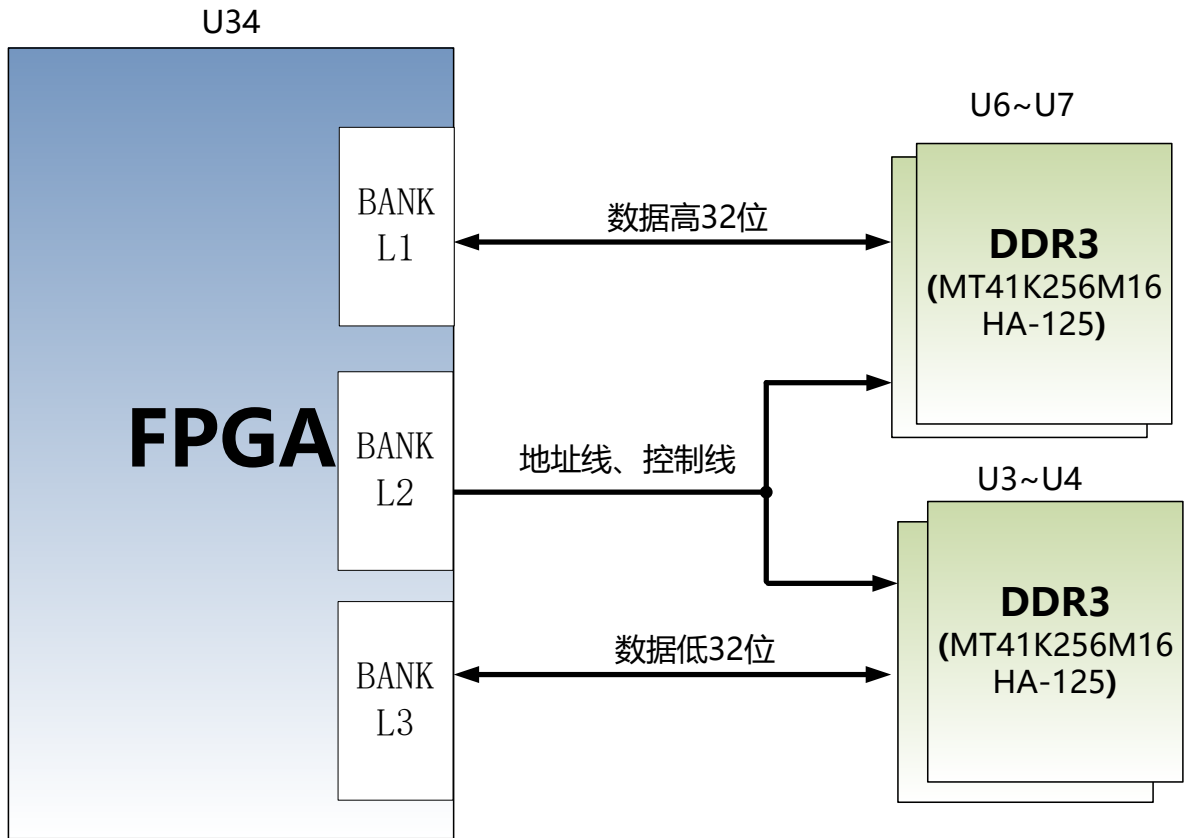 U34
FPGA
BANK
L1
BANK
L2
BANK
L3
数据高32位
地址线、控制线
数据低32位
U6~U7
DDR3
(MT41K256M16
HA-125)
U3~U4
DDR3
(MT41K256M16
HA-125)